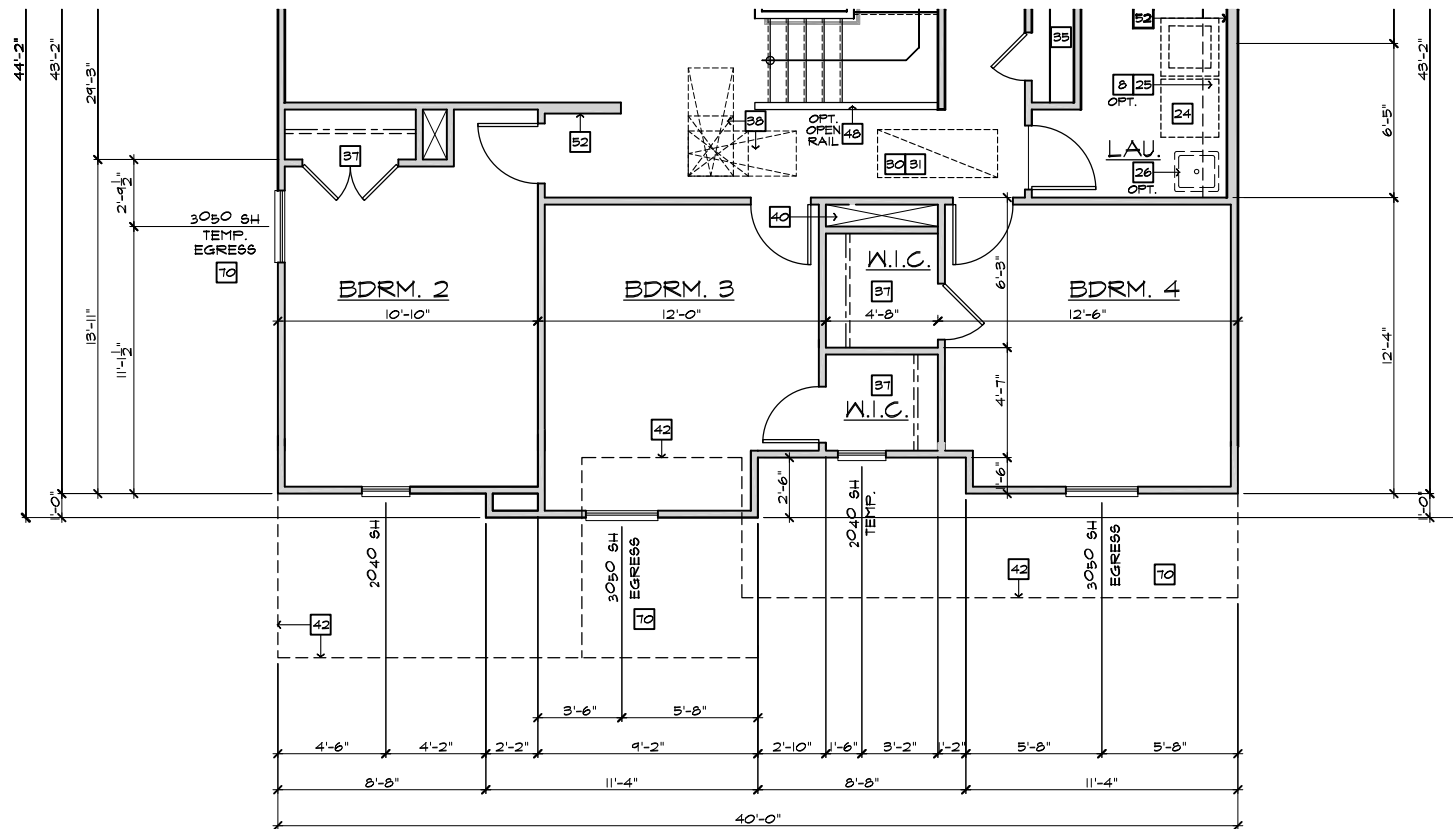 52
35
8 25
OPT.
24
LAU.
26
OPT.
38
OPT.
OPEN
RAIL
48
52
37
30 31
40
44'-2"
43'-2"
29'-3"
2'-9½"
13'-11"
11'-1½"
1'-0"
3050 SH
TEMP.
EGRESS
70
BDRM. 2
BDRM. 3
W.I.C.
37
BDRM. 4
10'-10"
12'-0"
4'-8"
12'-6"
37
W.I.C.
6'-3"
4'-7"
1'-6"
2'-6"
43'-2"
6'-5"
12'-4"
1'-0"
42
2040 SH
3050 SH
EGRESS
70
2040 SH
TEMP.
42
3050 SH
EGRESS
70
42
3'-6"
5'-8"
4'-6"
4'-2"
2'-2"
9'-2"
2'-10"
1'-6"
3'-2"
1'-2"
5'-8"
5'-8"
8'-8"
11'-4"
8'-8"
11'-4"
40'-0"